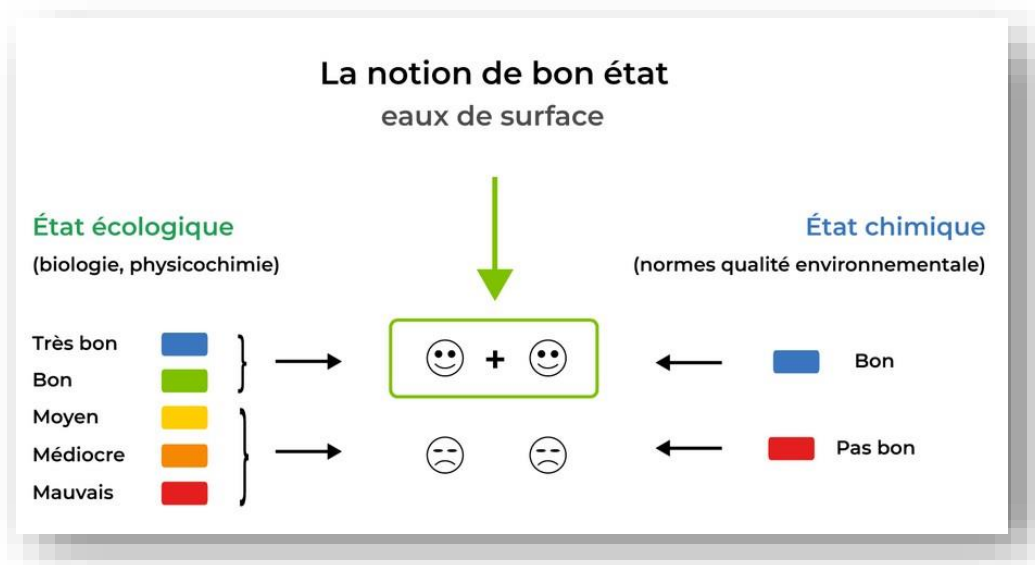 La notion de bon état
eaux de surface
État écologique
(biologie, physicochimie)
État chimique
(normes qualité environnementale)
Très bon
Bon
Moyen
Médiocre
Mauvais
+
Bon
Pas bon